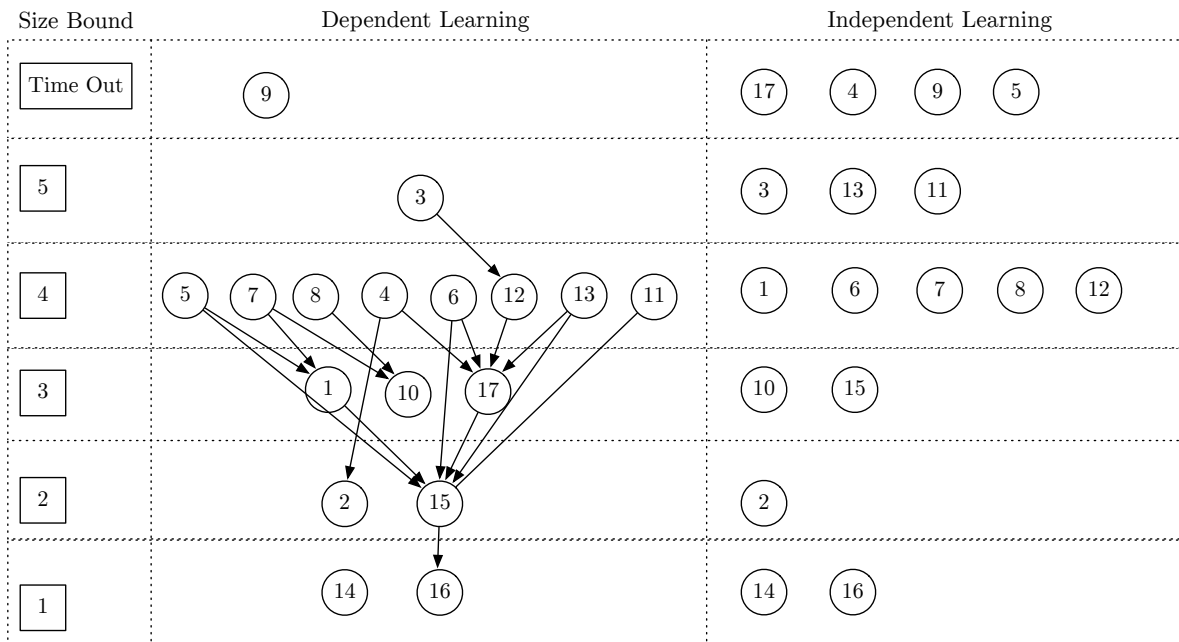 Size Bound Dependent Learning Independent Learning
Time Out 9 17 4 9 5
5 3 3 13 11
4 5 7 8 4 6 12 13 11 1 6 7 8 12
3 1 10 17 10 15
2 2 15 2
1 14 16 14 16